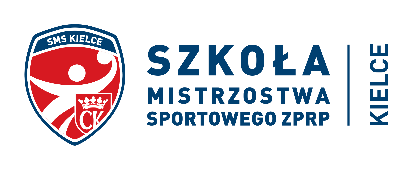 SMS KIELCE
CK
SZKOŁA
MISTRZOSTWA
SPORTOWEGO ZPRP
KIELCE